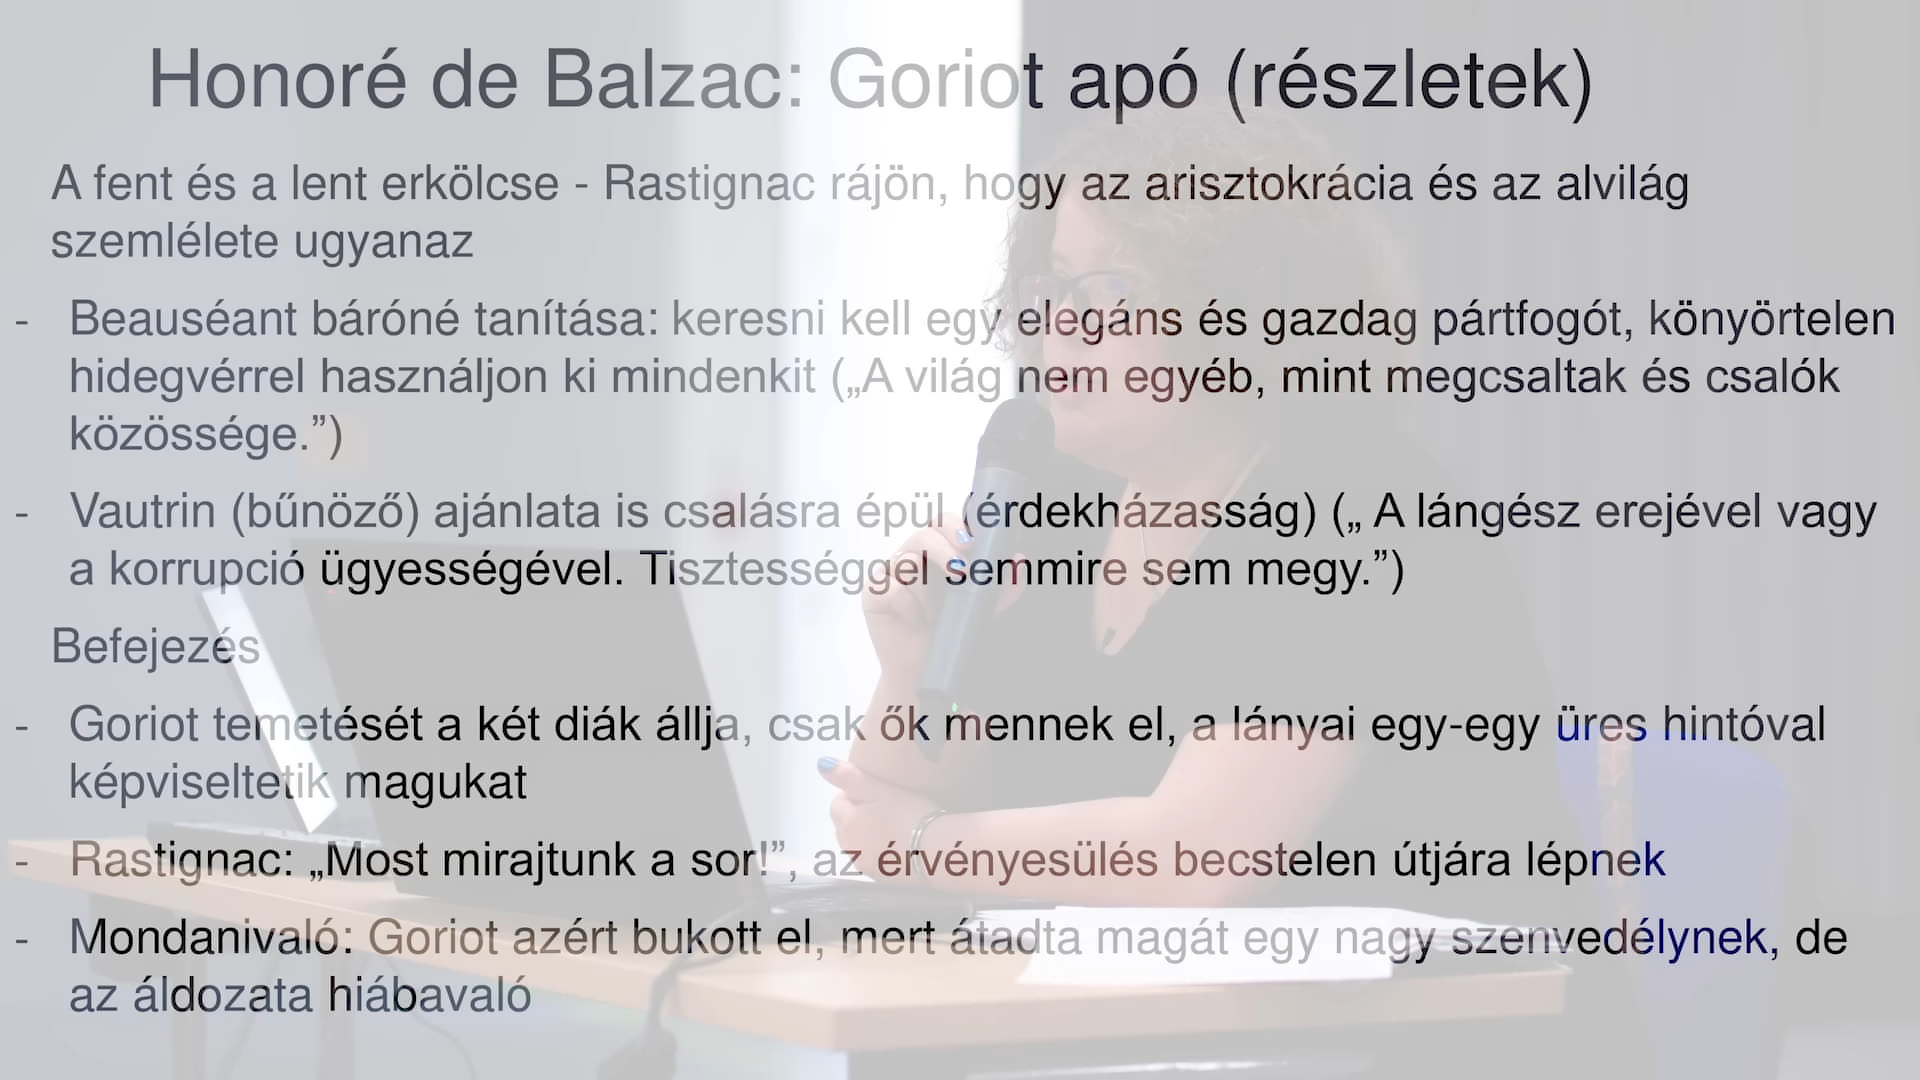 Honoré de Balzac: Goriot apó (részletek)
A fent és a lent erkölcse - Rastignac rájön, hogy az arisztokrácia és az alvilág
szemlélete ugyanaz
- Beauséant báróné tanítása: keresni kell egy elegáns és gazdag pártfogót, könyörtelen
hidegvérrel használjon ki mindenkit („A világ nem egyéb, mint megcsaltak és csalók
közössége.”)
- Vautrin (bűnöző) ajánlata is csalásra épül (érdekházasság) („ A lángész erejével vagy
a korrupció ügyességével. Tisztességgel semmire sem megy.”)
Befejezés
- Goriot temetését a két diák állja, csak ők mennek el, a lányai egy-egy üres hintóval
képviseltetik magukat
- Rastignac: „Most mirajtunk a sor!”, az érvényesülés becstelen útjára lépnek
- Mondanivaló: Goriot azért bukott el, mert átadta magát egy nagy szenvedélynek, de
az áldozata hiábavaló